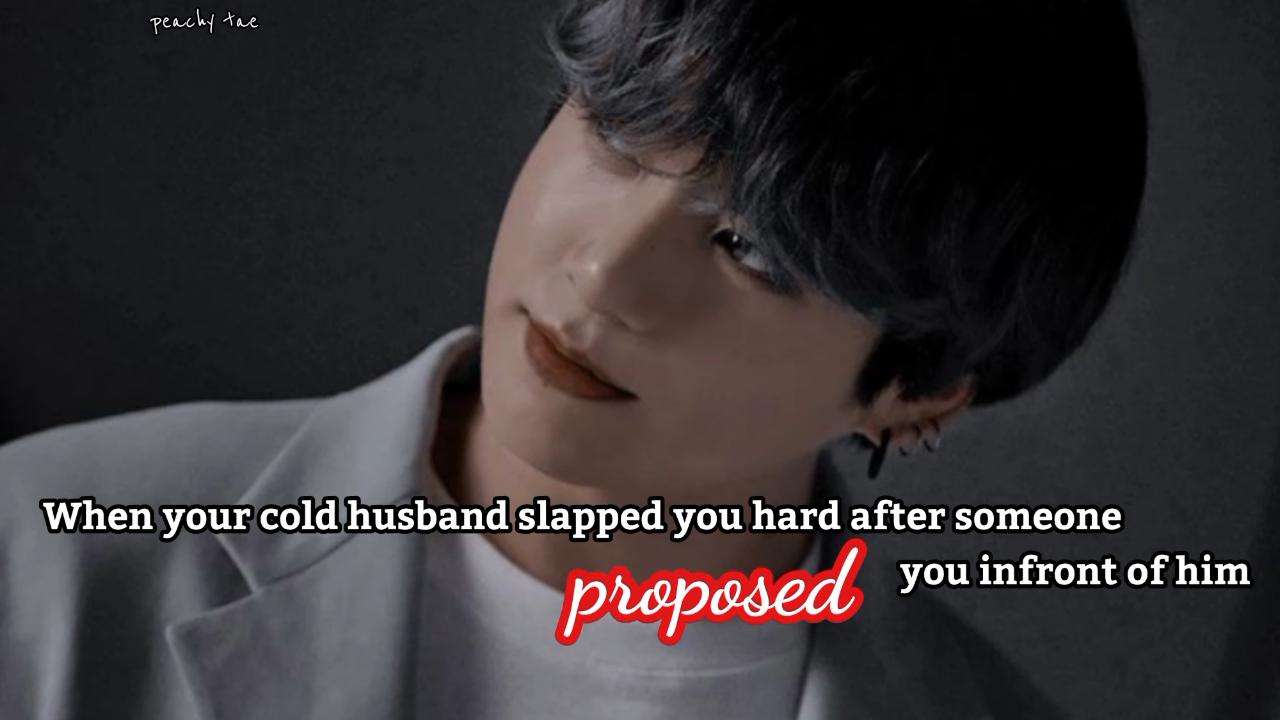 peachy tae
When your cold husband slapped you hard after someone
proposed you infront of him